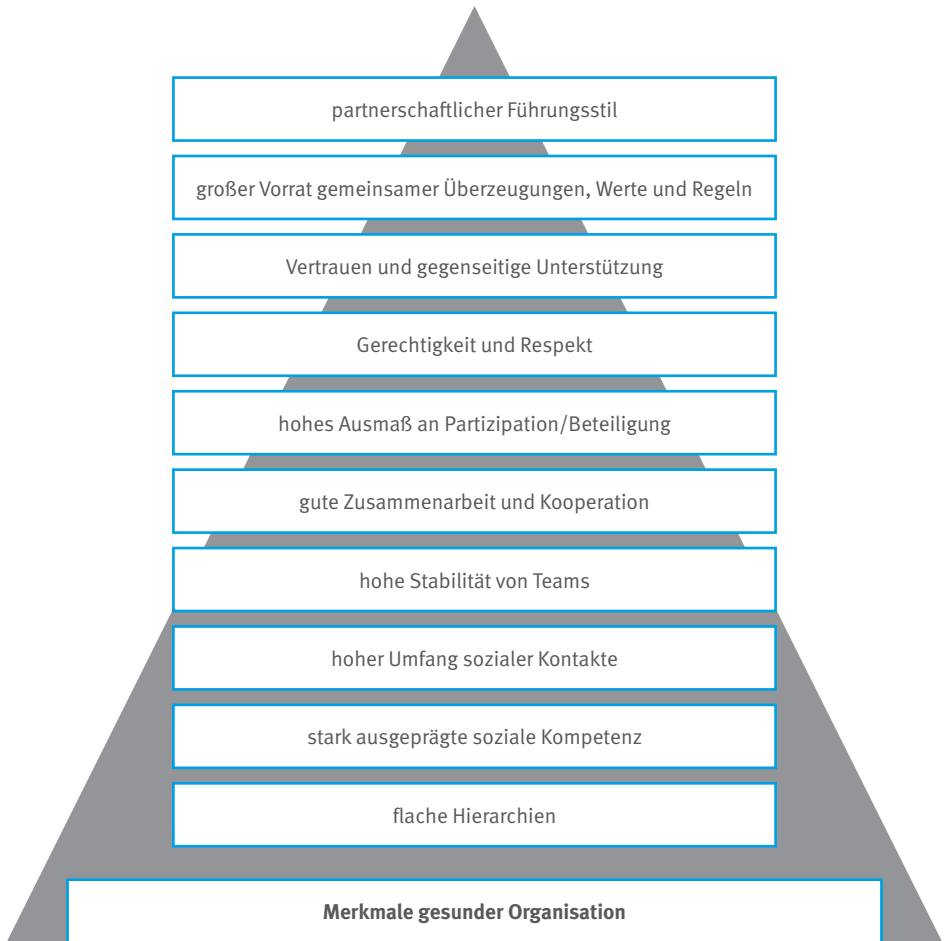 partnerschaftlicher Führungsstil
großer Vorrat gemeinsamer Überzeugungen, Werte und Regeln
Vertrauen und gegenseitige Unterstützung
Gerechtigkeit und Respekt
hohes Ausmaß an Partizipation/Beteiligung
gute Zusammenarbeit und Kooperation
hohe Stabilität von Teams
hoher Umfang sozialer Kontakte
stark ausgeprägte soziale Kompetenz
flache Hierarchien
Merkmale gesunder Organisation